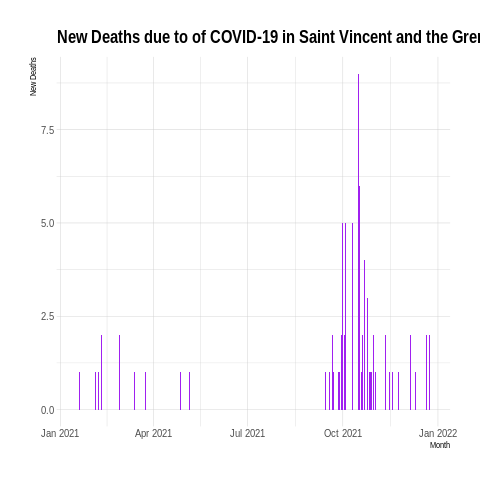 New Deaths due to of COVID-19 in Saint Vincent and the Gren
New Deaths
7.5
5.0
2.5
0.0
Jan 2021 Apr 2021 Jul 2021 Oct 2021 Jan 2022
Month